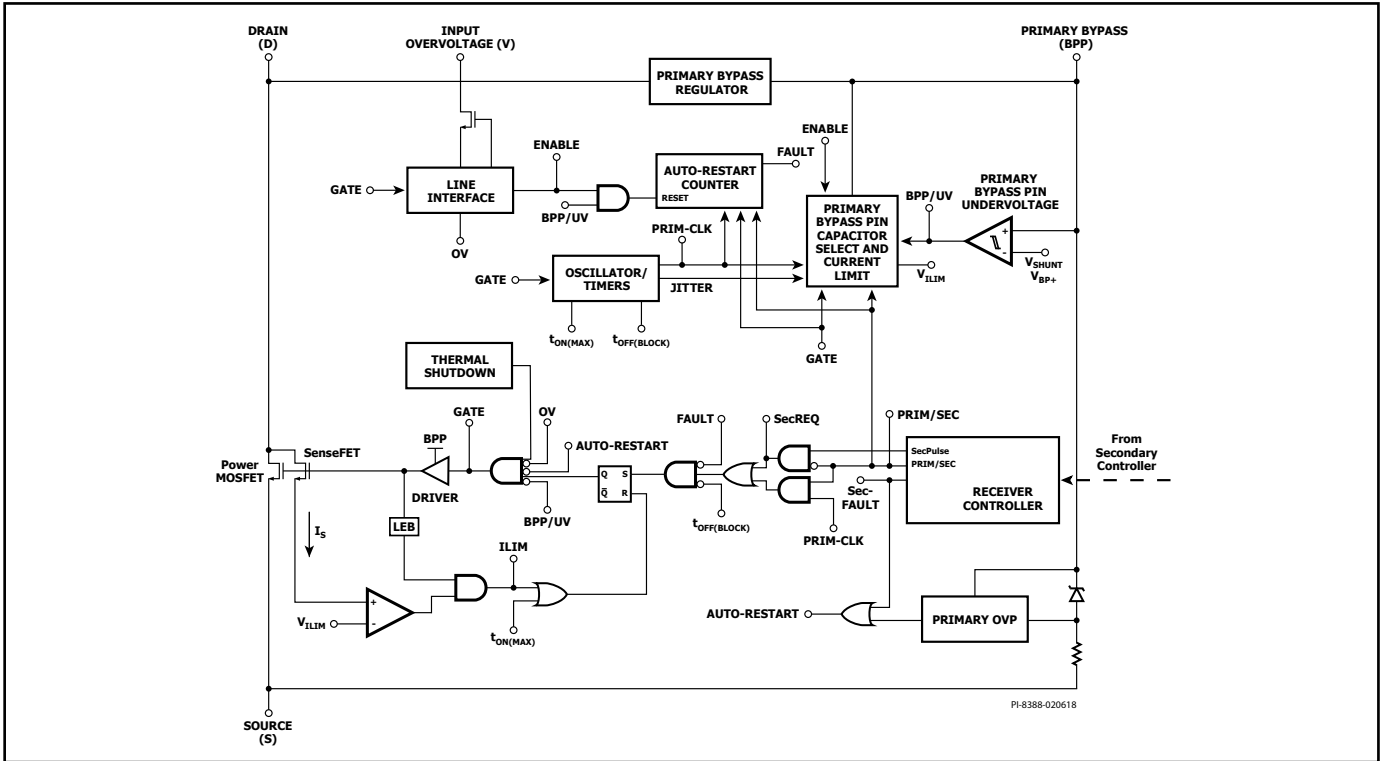 DRAIN
(D)
INPUT
OVERVOLTAGE (V)
PRIMARY BYPASS
(BPP)
PRIMARY BYPASS
REGULATOR
ENABLE
ENABLE
FAULT
AUTO-RESTART
COUNTER
RESET
GATE
LINE
INTERFACE
BPP/UV
OV
PRIMARY
BYPASS PIN
CAPACITOR
SELECT AND
CURRENT
LIMIT
BPP/UV
PRIMARY
BYPASS PIN
UNDERVOLTAGE
+
-
VSHUNT
VBP+
VILIM
PRIM-CLK
GATE
OSCILLATOR/
TIMERS
JITTER
tON(MAX)
tOFF(BLOCK)
GATE
THERMAL
SHUTDOWN
GATE
OV
AUTO-RESTART
FAULT
SecREQ
PRIM/SEC
From
Secondary
Controller
Power
MOSFET
SenseFET
BPP
DRIVER
BPP/UV
Q S
Q R
tOFF(BLOCK)
SecPulse
PRIM/SEC
RECEIVER
CONTROLLER
Sec-
FAULT
PRIM-CLK
LEB
IS
ILIM
+
-
VILIM
tON(MAX)
AUTO-RESTART
PRIMARY OVP
SOURCE
(S)
PI-8388-020618